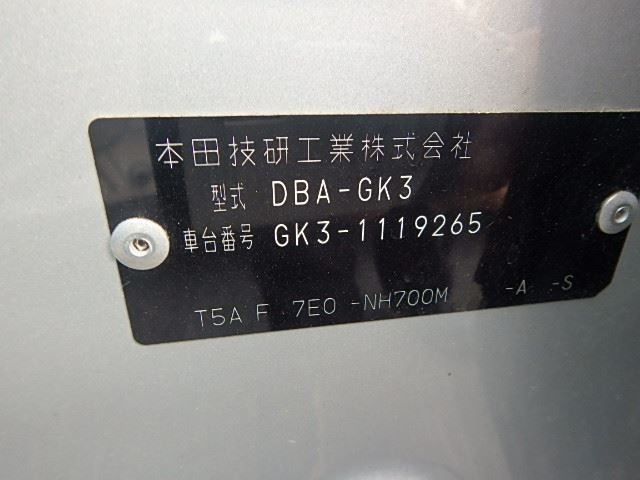 本田技研工業株式会社
型式 DBA-GK3
車台番号 GK3-1119265
T5A F 7E0 -NH700M -A -S